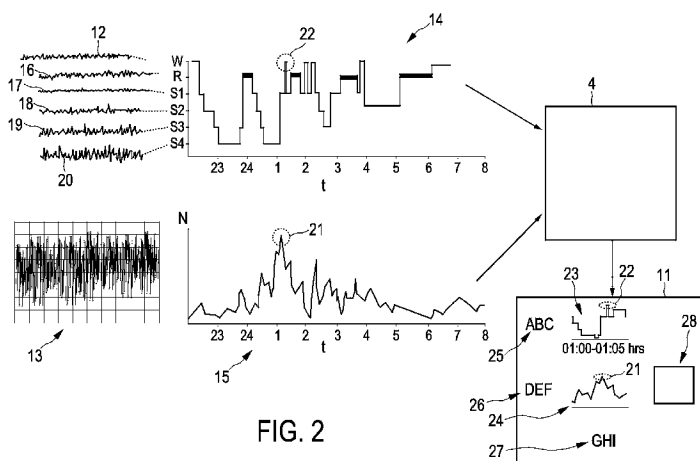 12
16
17
18
19
20
W
R
S1
S2
S3
S4
22
14
23 24 1 2 3 4 5 6 7 8
t
4
13
N
21
23 24 1 2 3 4 5 6 7 8
t
15
11
23
22
ABC
25
01:00-01:05 hrs
28
21
DEF
26
24
GHI
27
FIG. 2